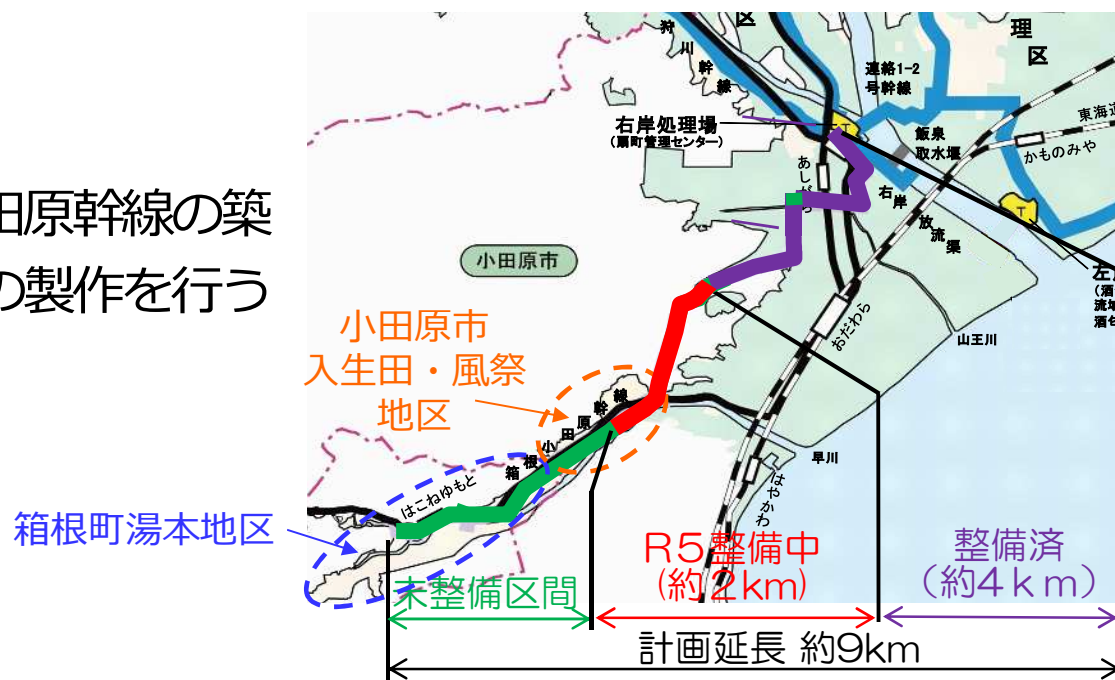 田原幹線の築
の製作を行う
区
理
区
狩川幹線
連絡1-2
号幹線
東海道
右岸処理場
(扇町管理センター)
飯泉
取水堰
かものみや
あしがら
右岸放流渠
T
T
小田原市
左
小田原市
入生田・風祭
地区
おだわら
山王川
箱根小田原幹線
早川
はこねゆもと
はやかわ
箱根町湯本地区
未整備区間
R5整備中
(約2km)
整備済
(約4km)
計画延長 約9km